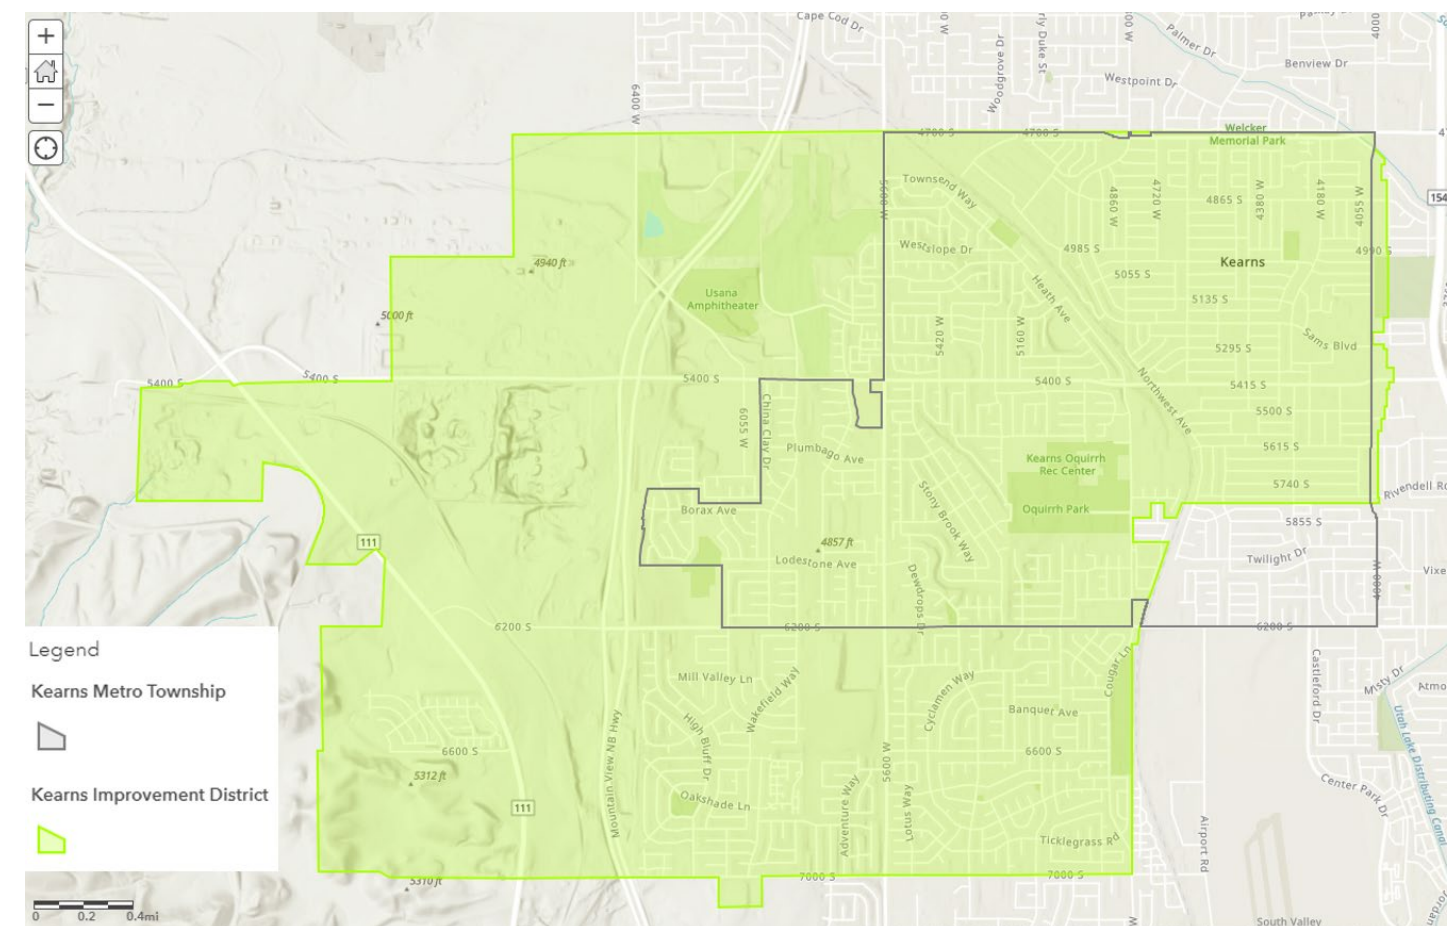 +
−
Cape Cod Dr
Woodgrove Dr
Palmer Dr
Benview Dr
Westpoint Dr
6400 W
4700 S
4700 S
Welcker
Memorial Park
154
5600 W
Townsend Way
4860 W
4720 W
4865 S
4380 W
4180 W
4055 W
Westslope Dr
4985 S
4990 S
4940 ft
Kearns
5055 S
Usana
Amphitheater
Heath Ave
5135 S
5000 ft
5420 W
5160 W
Sams Blvd
5295 S
5400 S
5400 S
5400 S
5400 S
5415 S
Northwest Ave
6055 W
China Clay Dr
5500 S
Plumbago Ave
5615 S
Kearns Oquirrh
Rec Center
5740 S
Stony Brook Way
Borax Ave
Oquirrh Park
5855 S
111
4857 ft
Lodestone Ave
Twilight Dr
Dewdrops Dr
4000 W
6200 S
6200 S
6200 S
Legend
Kearns Metro Township
Kearns Improvement District
Mill Valley Ln
Wakefield Way
Cyclamen Way
Cougar Ln
Castleford Dr
Misty Dr
High Bluff Dr
Banquet Ave
Mountain View NB Hwy
6600 S
5600 W
6600 S
Utah Lake Distributing Canal
5312 ft
Oakshade Ln
Center Park Dr
111
Adventure Way
Lotus Way
Ticklegrass Rd
Airport Rd
5310 ft
7000 S
7000 S
0 0.2 0.4mi
South Valley